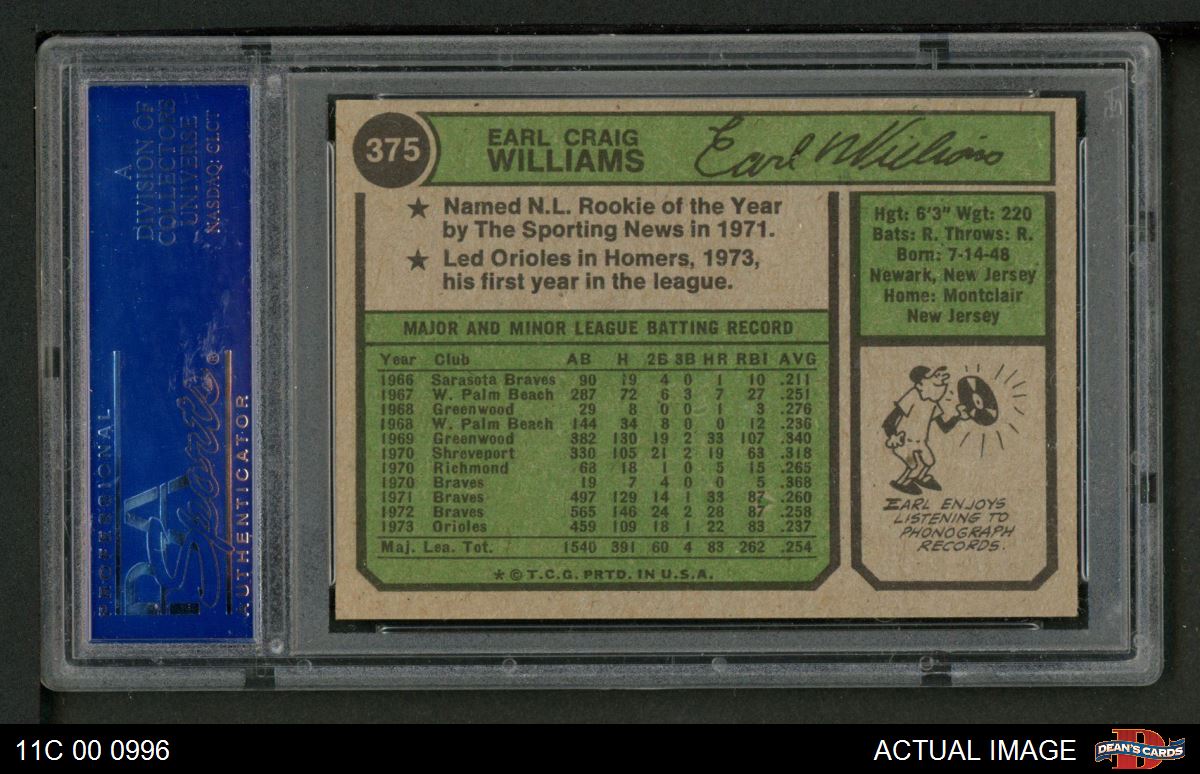 A
DIVISION OF
COLLECTORS
UNIVERSE
NASDAQ: CLCT
PROFESSIONAL
PSA
Sports®
AUTHENTICATOR
375
EARL CRAIG
WILLIAMS
Earl Williams
★ Named N.L. Rookie of the Year
by The Sporting News in 1971.
★ Led Orioles in Homers, 1973,
his first year in the league.
MAJOR AND MINOR LEAGUE BATTING RECORD
Year Club AB H 2B 3B HR RBI AVG
1966 Sarasota Braves 90 19 4 0 1 10 .211
1967 W. Palm Beach 287 72 6 3 7 27 .251
1968 Greenwood 29 8 0 0 1 3 .276
1968 W. Palm Beach 144 34 8 0 0 12 .236
1969 Greenwood 382 130 19 2 33 107 .340
1970 Shreveport 330 105 21 2 19 63 .318
1970 Richmond 68 18 1 0 5 15 .265
1970 Braves 19 7 4 0 0 5 .368
1971 Braves 497 129 14 1 33 87 .260
1972 Braves 565 146 24 2 28 87 .258
1973 Orioles 459 109 18 1 22 83 .237
Maj. Lea. Tot. 1540 391 60 4 83 262 .254
* © T.C.G. PRTD. IN U.S.A.
Hgt: 6'3" Wgt: 220
Bats: R. Throws: R.
Born: 7-14-48
Newark, New Jersey
Home: Montclair
New Jersey
EARL ENJOYS
LISTENING TO
PHONOGRAPH
RECORDS.
11C 00 0996
ACTUAL IMAGE
DEAN'S CARDS